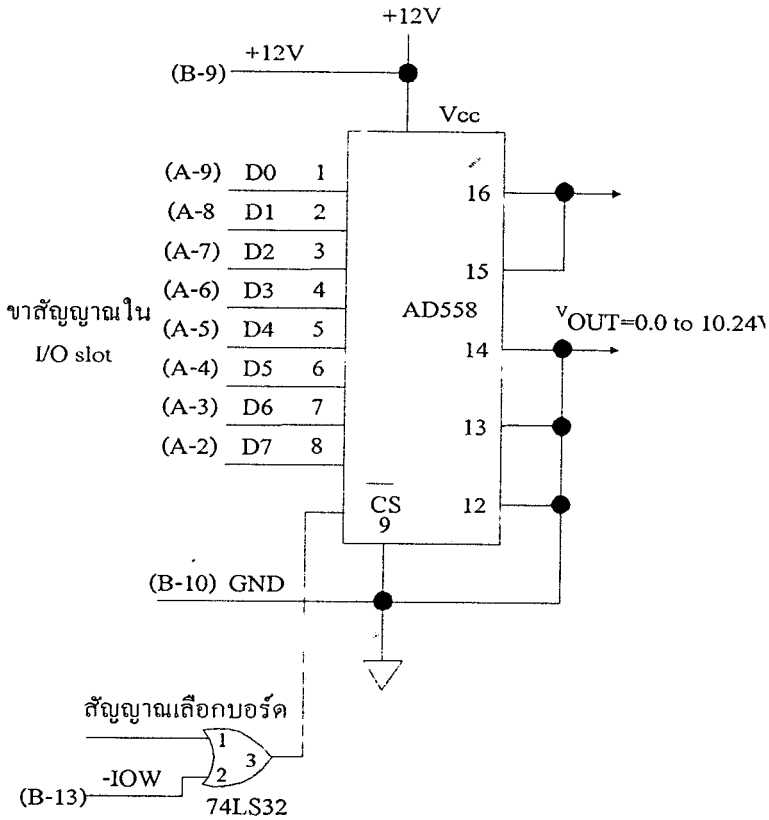 +12V
(B-9) +12V
Vcc
(A-9) D0 1
(A-8 D1 2
(A-7) D2 3
(A-6) D3 4
(A-5) D4 5
(A-4) D5 6
(A-3) D6 7
(A-2) D7 8
ขาสัญญาณใน
I/O slot
16
15
AD558
14
vOUT=0.0 to 10.24V
13
12
CS
9
(B-10) GND
สัญญาณเลือกบอร์ด
1
2
3
-IOW
(B-13)
74LS32